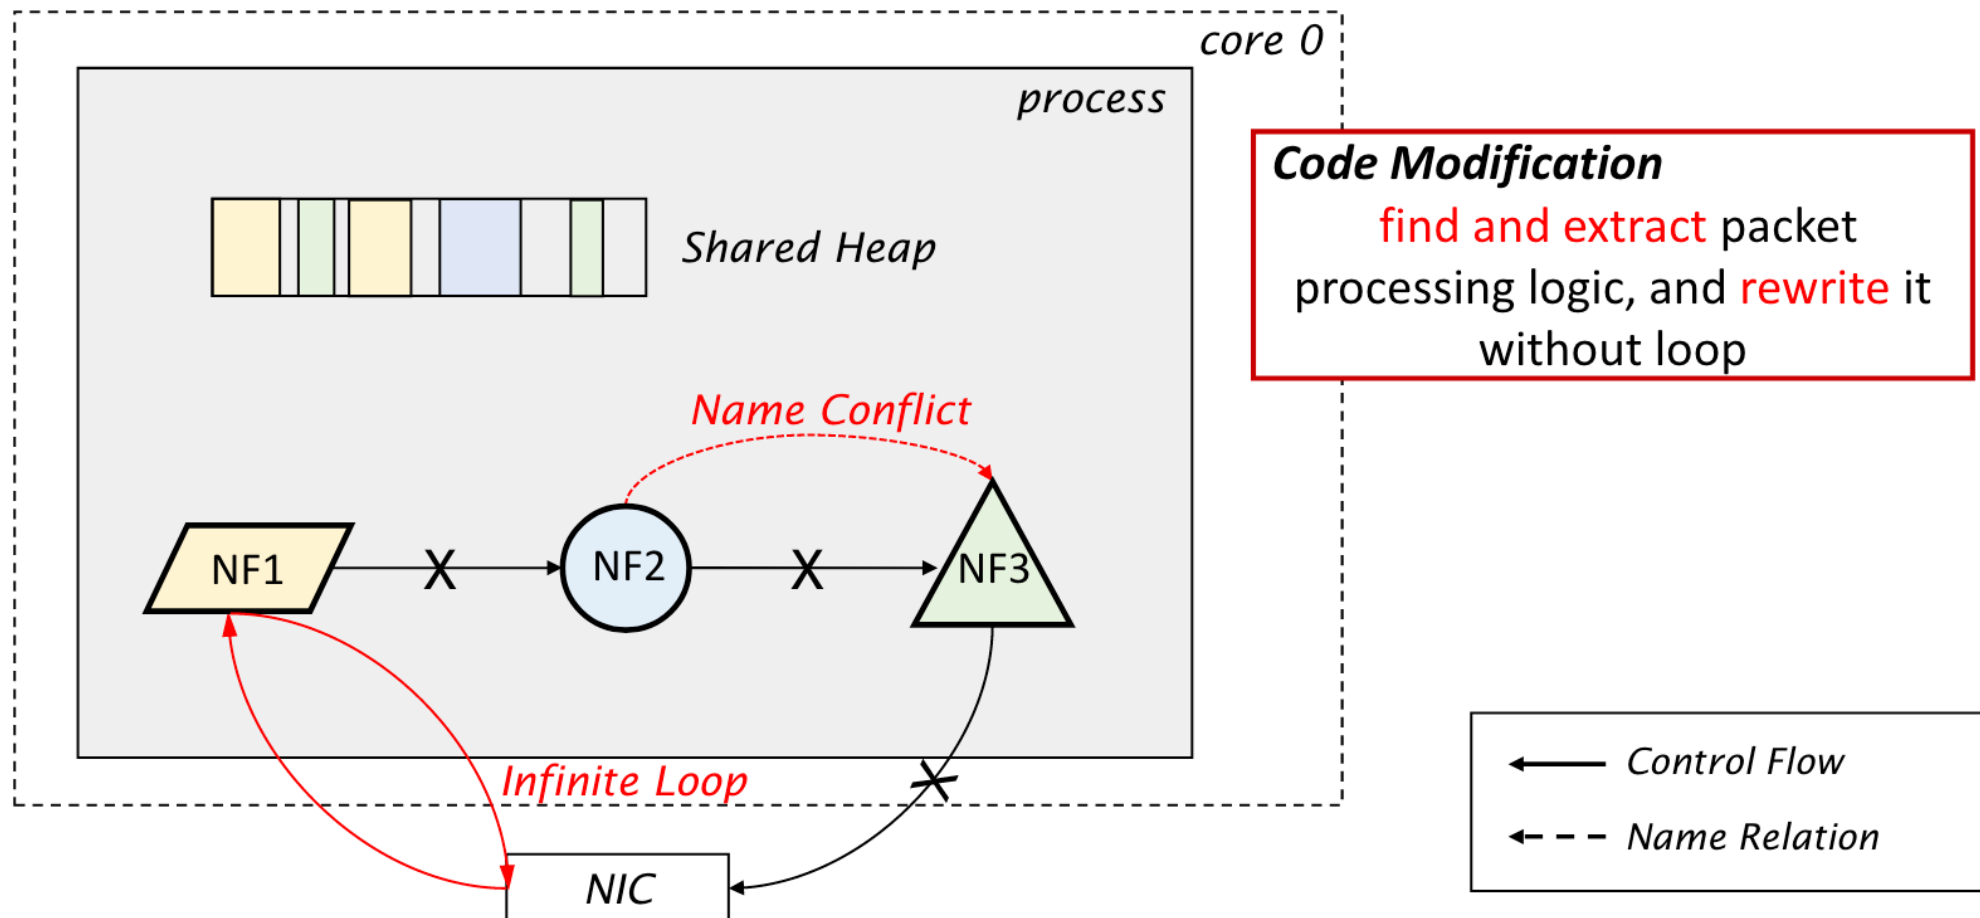 core 0
process
Code Modification
find and extract packet
processing logic, and rewrite it
without loop
Shared Heap
Name Conflict
NF1
X
NF2
X
NF3
Infinite Loop
X
Control Flow
Name Relation
NIC